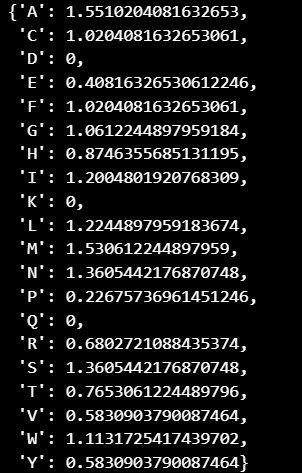 {'A': 1.5510204081632653,
'C': 1.0204081632653061,
'D': 0,
'E': 0.40816326530612246,
'F': 1.0204081632653061,
'G': 1.0612244897959184,
'H': 0.8746355685131195,
'I': 1.2004801920768309,
'K': 0,
'L': 1.2244897959183674,
'M': 1.530612244897959,
'N': 1.3605442176870748,
'P': 0.22675736961451246,
'Q': 0,
'R': 0.6802721088435374,
'S': 1.3605442176870748,
'T': 0.7653061224489796,
'V': 0.5830903790087464,
'W': 1.1131725417439702,
'Y': 0.5830903790087464}